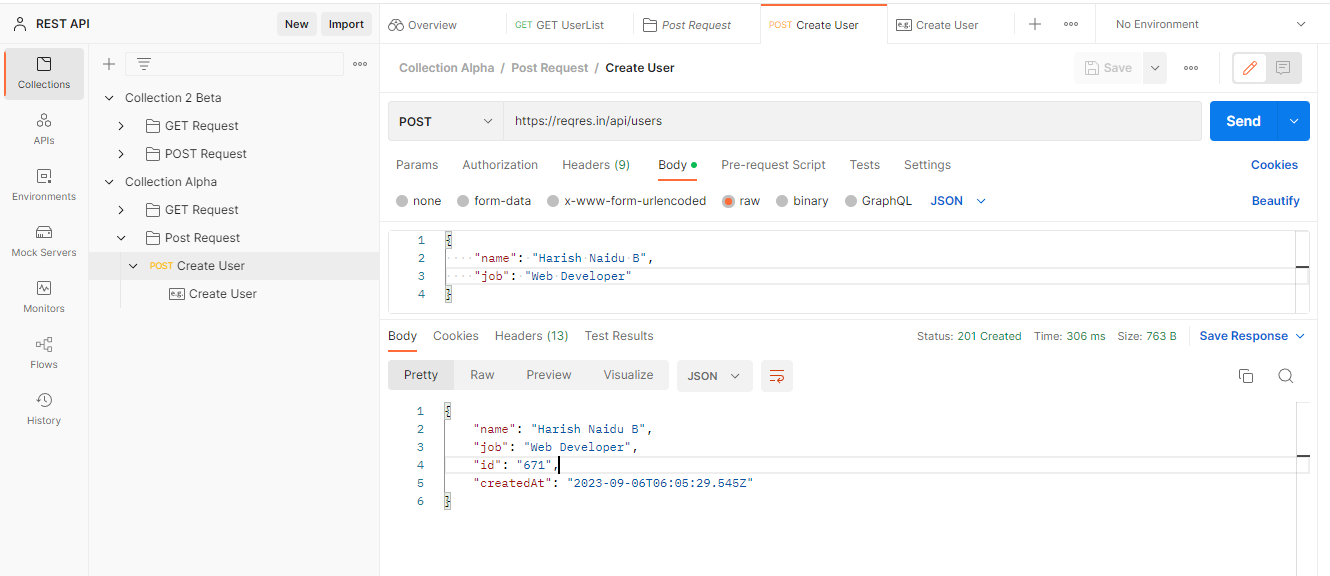 REST API
New
Import
Overview
GET GET UserList
Post Request
POST Create User
e.g. Create User
No Environment
Collections
APIs
Environments
Mock Servers
Monitors
Flows
History
Collection 2 Beta
GET Request
POST Request
Collection Alpha
GET Request
Post Request
POST Create User
e.g. Create User
Collection Alpha / Post Request / Create User
Save
POST
https://reqres.in/api/users
Send
Params Authorization Headers (9) Body Pre-request Script Tests Settings Cookies
none form-data x-www-form-urlencoded raw binary GraphQL JSON Beautify
1 {
2 "name": "Harish Naidu B",
3 "job": "Web Developer"
4 }
Body Cookies Headers (13) Test Results Status: 201 Created Time: 306 ms Size: 763 B Save Response
Pretty Raw Preview Visualize JSON
1 {
2 "name": "Harish Naidu B",
3 "job": "Web Developer",
4 "id": "671",
5 "createdAt": "2023-09-06T06:05:29.545Z"
6 }